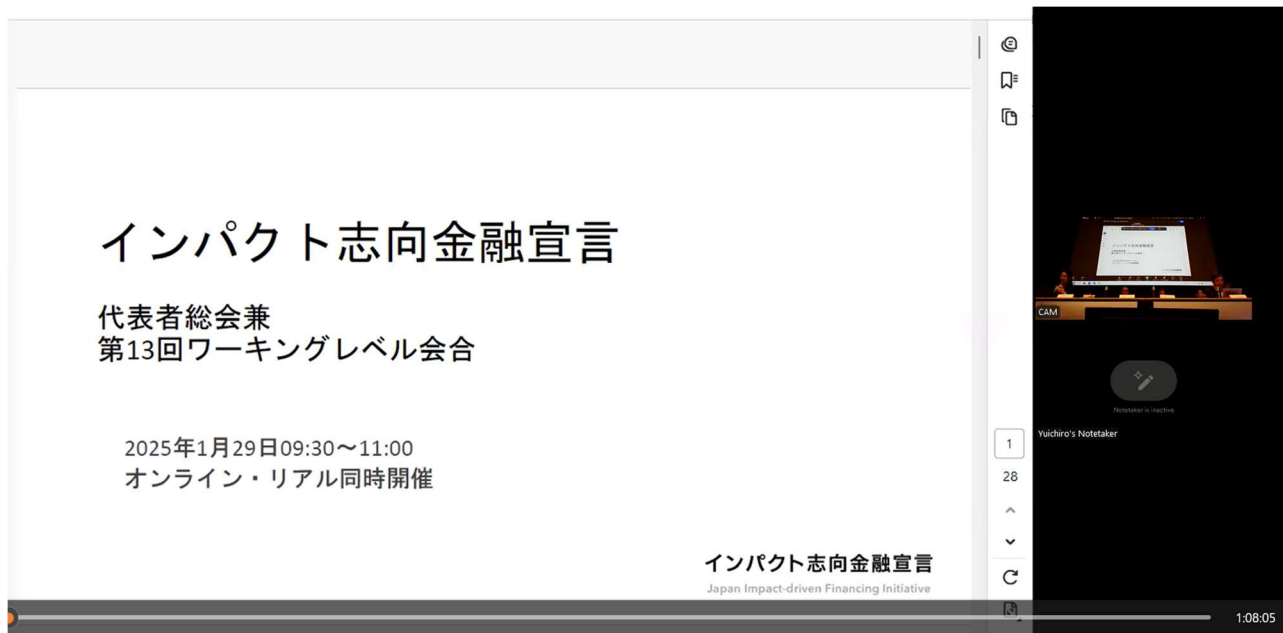 インパクト志向金融宣言
代表者総会兼
第13回ワーキングレベル会合
2025年1月29日09:30〜11:00
オンライン・リアル同時開催
インパクト志向金融宣言
Japan Impact-driven Financing Initiative
1
28
CAM
Notetaker is inactive
Yuichiro's Notetaker
1:08:05